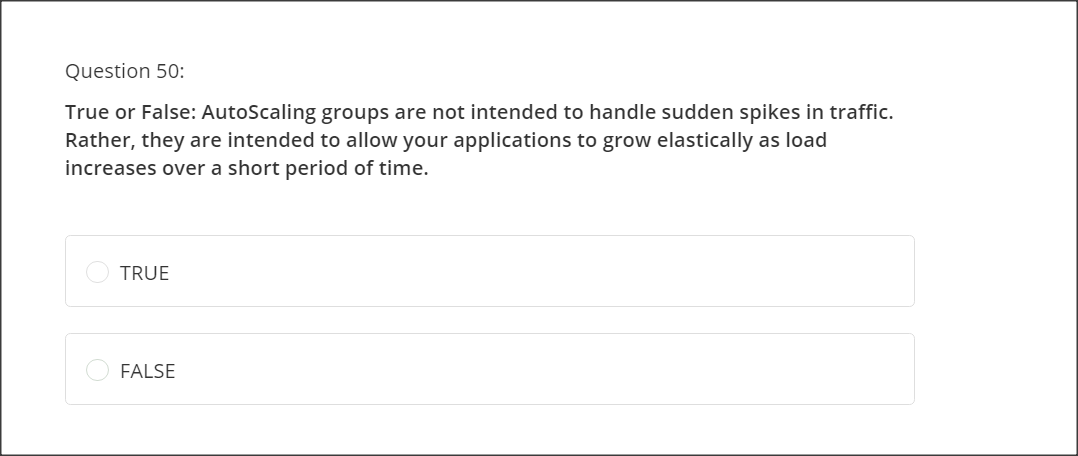 Question 50:
True or False: AutoScaling groups are not intended to handle sudden spikes in traffic.
Rather, they are intended to allow your applications to grow elastically as load
increases over a short period of time.
TRUE
FALSE